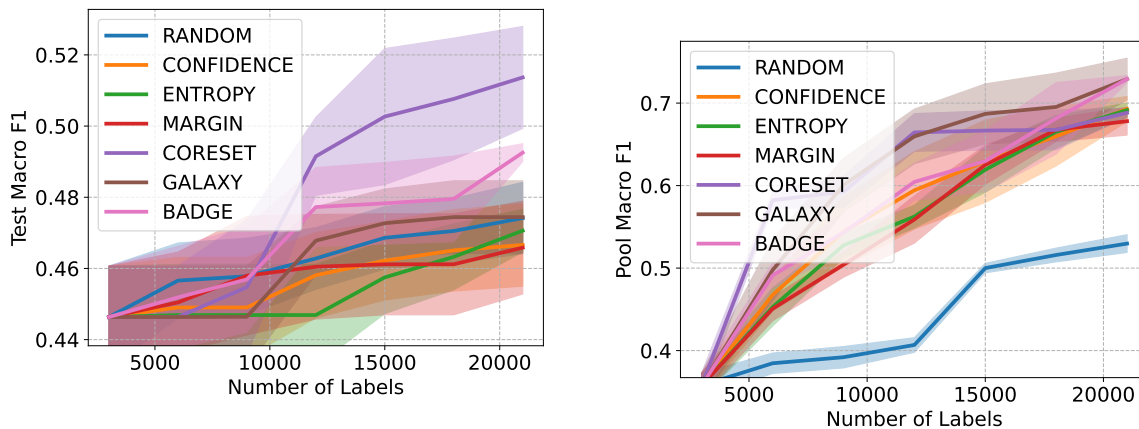 Test Macro F1
0.52
0.50
0.48
0.46
0.44
RANDOM
CONFIDENCE
ENTROPY
MARGIN
CORESET
GALAXY
BADGE
5000 10000 15000 20000
Number of Labels
Pool Macro F1
0.7
0.6
0.5
0.4
RANDOM
CONFIDENCE
ENTROPY
MARGIN
CORESET
GALAXY
BADGE
5000 10000 15000 20000
Number of Labels